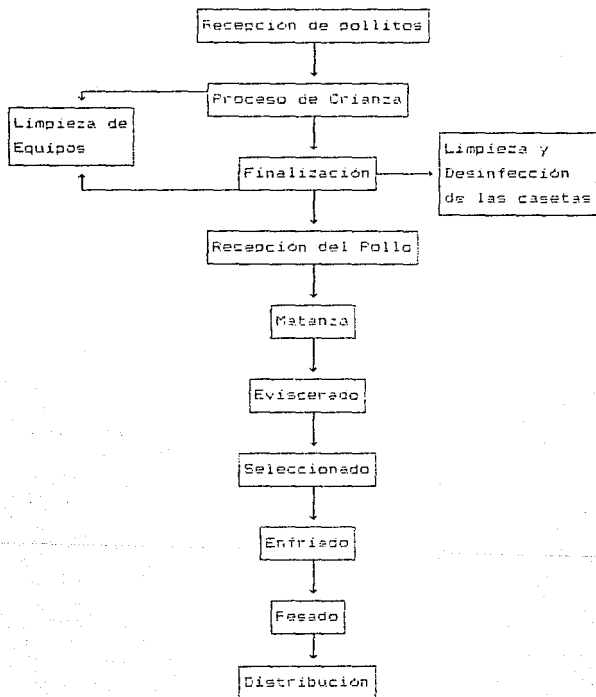 Recepción de pollitos
Proceso de Crianza
Limpieza de
Equipos
Finalización
Limpieza y
Desinfección
de las casetas
Recepción del Pollo
Matanza
Eviscerado
Seleccionado
Enfriado
Pesado
Distribución